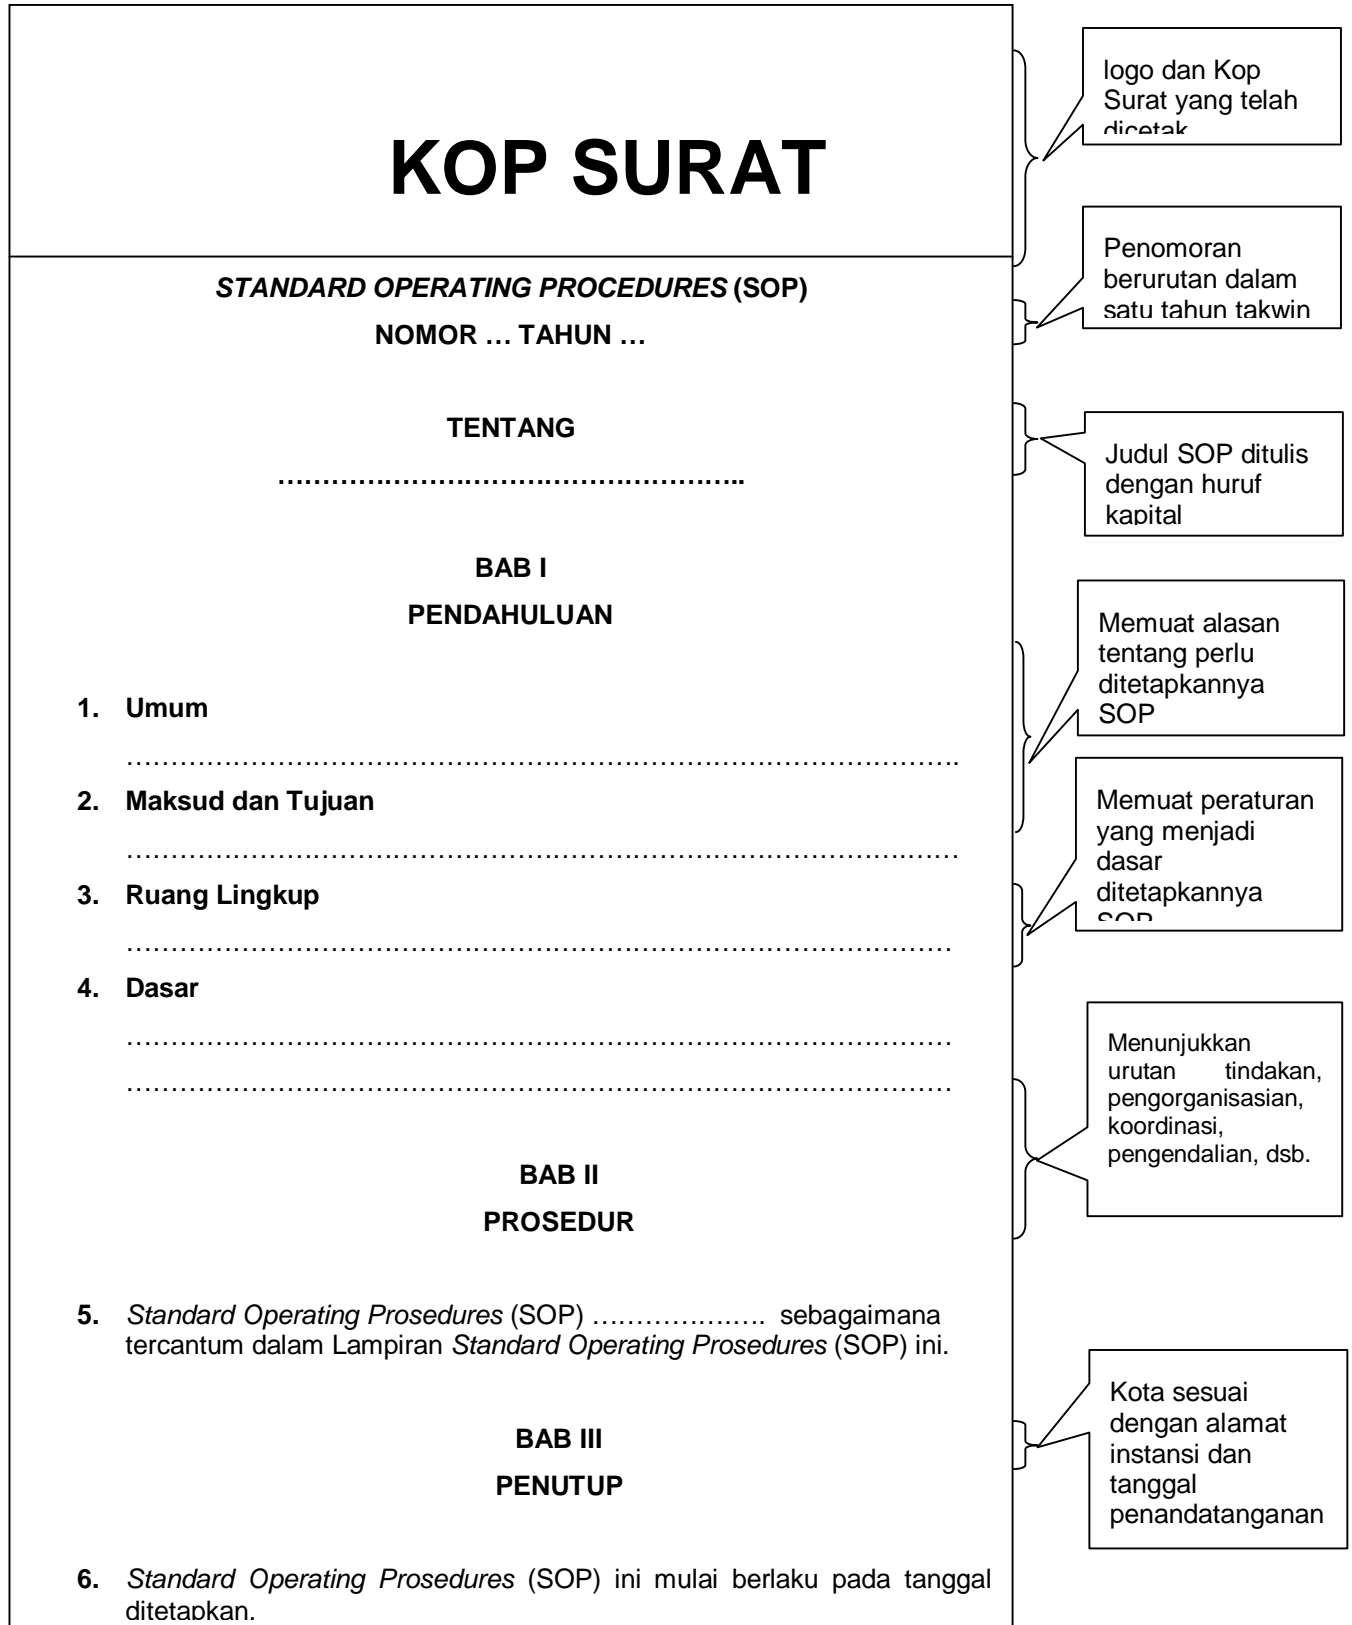 KOP SURAT
STANDARD OPERATING PROCEDURES (SOP)
NOMOR … TAHUN …
TENTANG
……………………………………………..
BAB I
PENDAHULUAN
1. Umum
………………………………………………………………………………….
2. Maksud dan Tujuan
…………………………………………………………………………………
3. Ruang Lingkup
…………………………………………………………………………………
4. Dasar
…………………………………………………………………………………
…………………………………………………………………………………
BAB II
PROSEDUR
5. Standard Operating Prosedures (SOP) ……………….. sebagaimana
tercantum dalam Lampiran Standard Operating Prosedures (SOP) ini.
BAB III
PENUTUP
6. Standard Operating Prosedures (SOP) ini mulai berlaku pada tanggal
ditetapkan.
logo dan Kop
Surat yang telah
dicetak
Penomoran
berurutan dalam
satu tahun takwin
Judul SOP ditulis
dengan huruf
kapital
Memuat alasan
tentang perlu
ditetapkannya
SOP
Memuat peraturan
yang menjadi
dasar
ditetapkannya
SOP
Menunjukkan
urutan tindakan,
pengorganisasian,
koordinasi,
pengendalian, dsb.
Kota sesuai
dengan alamat
instansi dan
tanggal
penandatanganan